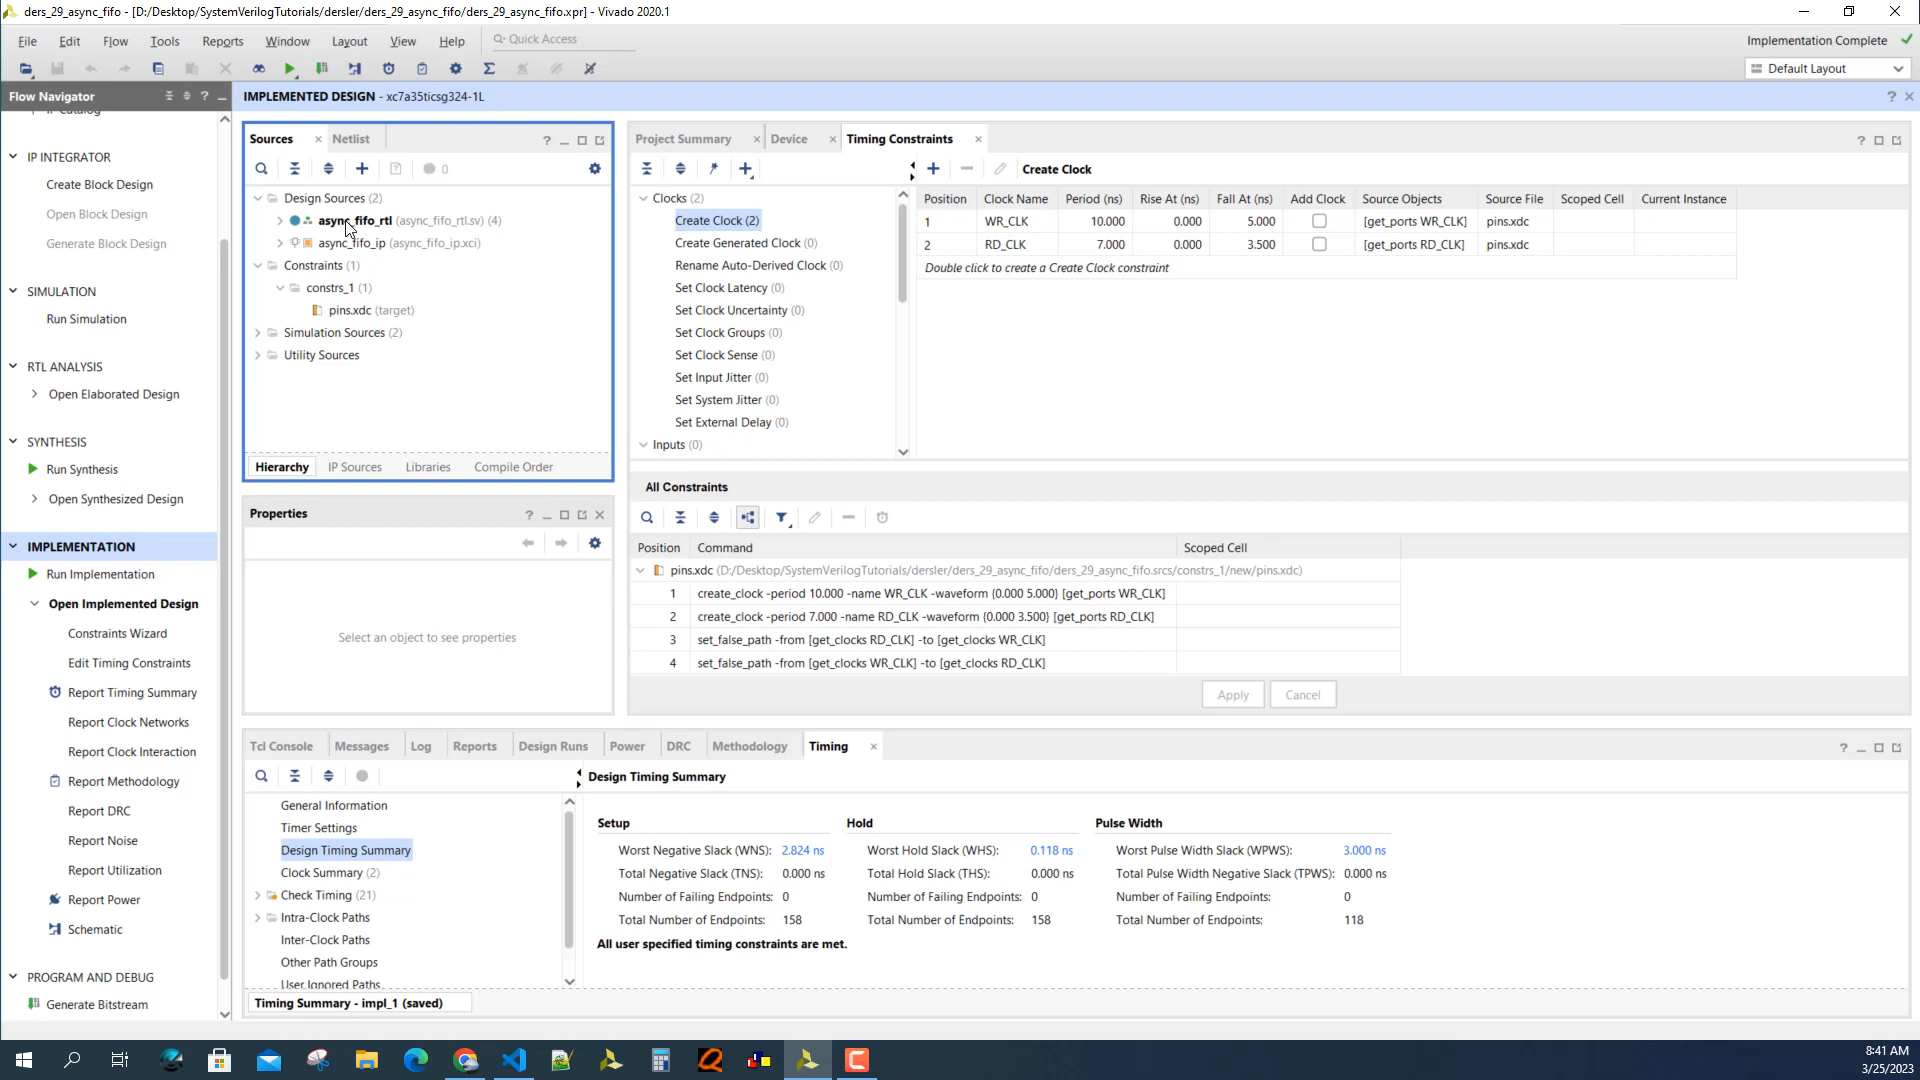 ders_29_async_fifo - [D:/Desktop/SystemVerilogTutorials/dersler/ders_29_async_fifo/ders_29_async_fifo.xpr] - Vivado 2020.1
File Edit Flow Tools Reports Window Layout View Help Quick Access
Implementation Complete
Default Layout
Flow Navigator
IP Catalog
IP INTEGRATOR
Create Block Design
Open Block Design
Generate Block Design
SIMULATION
Run Simulation
RTL ANALYSIS
Open Elaborated Design
SYNTHESIS
Run Synthesis
Open Synthesized Design
IMPLEMENTATION
Run Implementation
Open Implemented Design
Constraints Wizard
Edit Timing Constraints
Report Timing Summary
Report Clock Networks
Report Clock Interaction
Report Methodology
Report DRC
Report Noise
Report Utilization
Report Power
Schematic
PROGRAM AND DEBUG
Generate Bitstream
IMPLEMENTED DESIGN - xc7a35ticsg324-1L
Sources Netlist
0
Design Sources (2)
async_fifo_rtl (async_fifo_rtl.sv) (4)
async_fifo_ip (async_fifo_ip.xci)
Constraints (1)
constrs_1 (1)
pins.xdc (target)
Simulation Sources (2)
Utility Sources
Hierarchy IP Sources Libraries Compile Order
Properties
Select an object to see properties
Project Summary Device Timing Constraints
Clocks (2)
Create Clock (2)
Create Generated Clock (0)
Rename Auto-Derived Clock (0)
Set Clock Latency (0)
Set Clock Uncertainty (0)
Set Clock Groups (0)
Set Clock Sense (0)
Set Input Jitter (0)
Set System Jitter (0)
Set External Delay (0)
Inputs (0)
Create Clock
Position Clock Name Period (ns) Rise At (ns) Fall At (ns) Add Clock Source Objects Source File Scoped Cell Current Instance
1 WR_CLK 10.000 0.000 5.000 [get_ports WR_CLK] pins.xdc
2 RD_CLK 7.000 0.000 3.500 [get_ports RD_CLK] pins.xdc
Double click to create a Create Clock constraint
All Constraints
Position Command Scoped Cell
pins.xdc (D:/Desktop/SystemVerilogTutorials/dersler/ders_29_async_fifo/ders_29_async_fifo.srcs/constrs_1/new/pins.xdc)
1 create_clock -period 10.000 -name WR_CLK -waveform {0.000 5.000} [get_ports WR_CLK]
2 create_clock -period 7.000 -name RD_CLK -waveform {0.000 3.500} [get_ports RD_CLK]
3 set_false_path -from [get_clocks RD_CLK] -to [get_clocks WR_CLK]
4 set_false_path -from [get_clocks WR_CLK] -to [get_clocks RD_CLK]
Apply Cancel
Tcl Console Messages Log Reports Design Runs Power DRC Methodology Timing
General Information
Timer Settings
Design Timing Summary
Clock Summary (2)
Check Timing (21)
Intra-Clock Paths
Inter-Clock Paths
Other Path Groups
User Ignored Paths
Timing Summary - impl_1 (saved)
Design Timing Summary
Setup Hold Pulse Width
Worst Negative Slack (WNS): 2.824 ns Worst Hold Slack (WHS): 0.118 ns Worst Pulse Width Slack (WPWS): 3.000 ns
Total Negative Slack (TNS): 0.000 ns Total Hold Slack (THS): 0.000 ns Total Pulse Width Negative Slack (TPWS): 0.000 ns
Number of Failing Endpoints: 0 Number of Failing Endpoints: 0 Number of Failing Endpoints: 0
Total Number of Endpoints: 158 Total Number of Endpoints: 158 Total Number of Endpoints: 118
All user specified timing constraints are met.
8:41 AM
3/25/2023